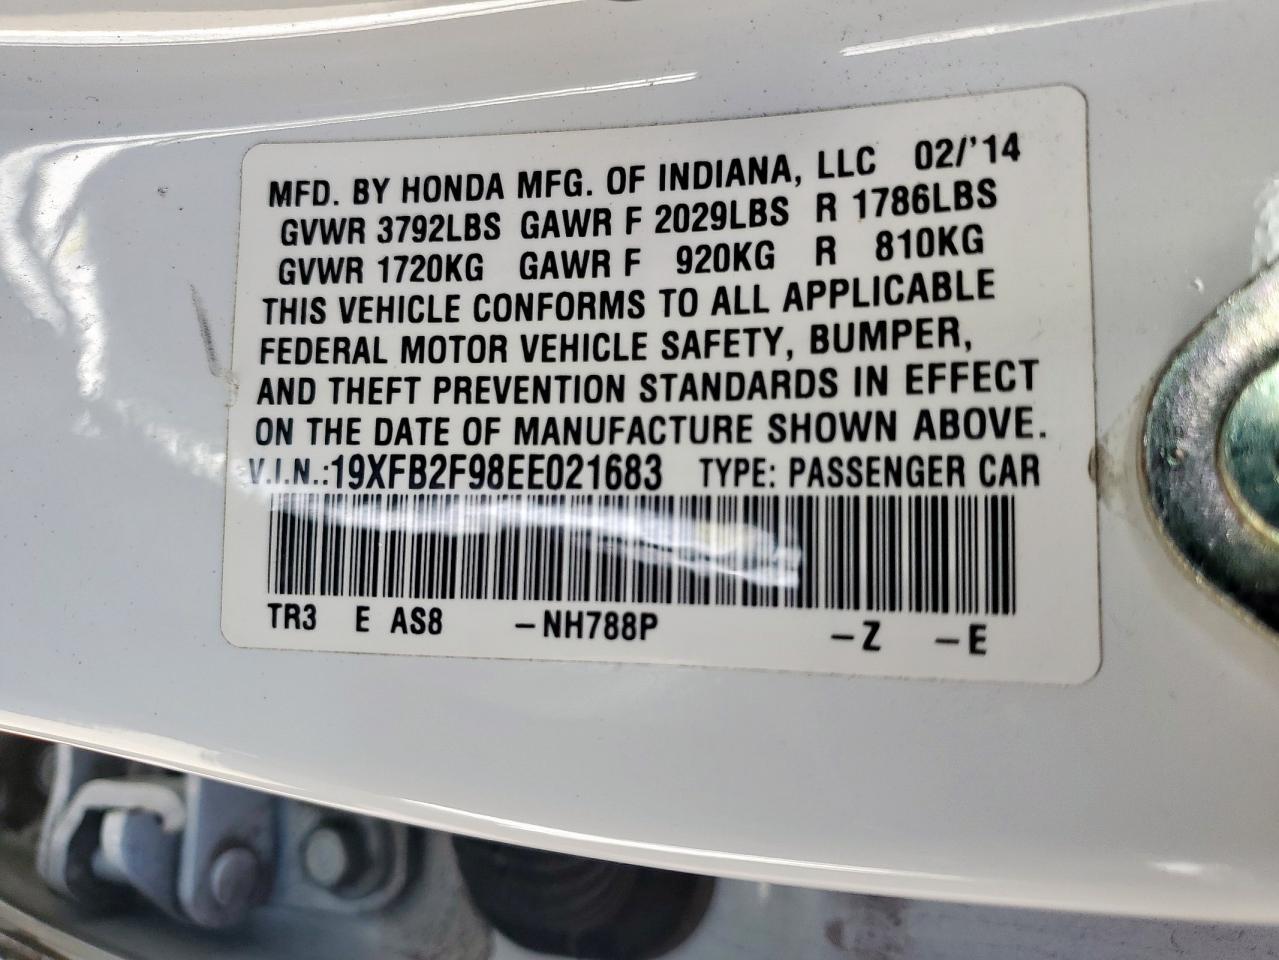 MFD. BY HONDA MFG. OF INDIANA, LLC 02/'14
GVWR 3792LBS GAWR F 2029LBS R 1786LBS
GVWR 1720KG GAWR F 920KG R 810KG
THIS VEHICLE CONFORMS TO ALL APPLICABLE
FEDERAL MOTOR VEHICLE SAFETY, BUMPER,
AND THEFT PREVENTION STANDARDS IN EFFECT
ON THE DATE OF MANUFACTURE SHOWN ABOVE.
V.I.N.:19XFB2F98EE021683 TYPE: PASSENGER CAR
TR3 E AS8 –NH788P –Z –E